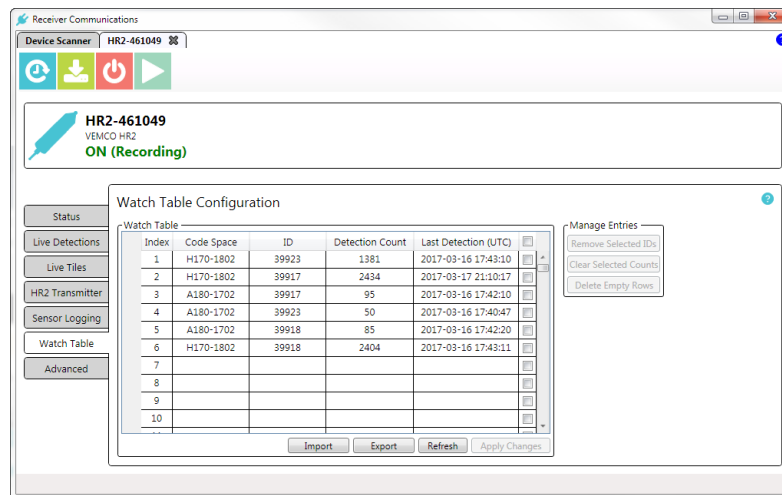 Receiver Communications
Device Scanner
HR2-461049
HR2-461049
VEMCO HR2
ON (Recording)
Status
Live Detections
Live Tiles
HR2 Transmitter
Sensor Logging
Watch Table
Advanced
Watch Table Configuration
?
Watch Table
Index Code Space ID Detection Count Last Detection (UTC)
1 H170-1802 39923 1381 2017-03-16 17:43:10
2 H170-1802 39917 2434 2017-03-17 21:10:17
3 A180-1702 39917 95 2017-03-16 17:42:10
4 A180-1702 39923 50 2017-03-16 17:40:47
5 A180-1702 39918 85 2017-03-16 17:42:20
6 H170-1802 39918 2404 2017-03-16 17:43:11
7
8
9
10
Import Export Refresh Apply Changes
Manage Entries
Remove Selected IDs
Clear Selected Counts
Delete Empty Rows